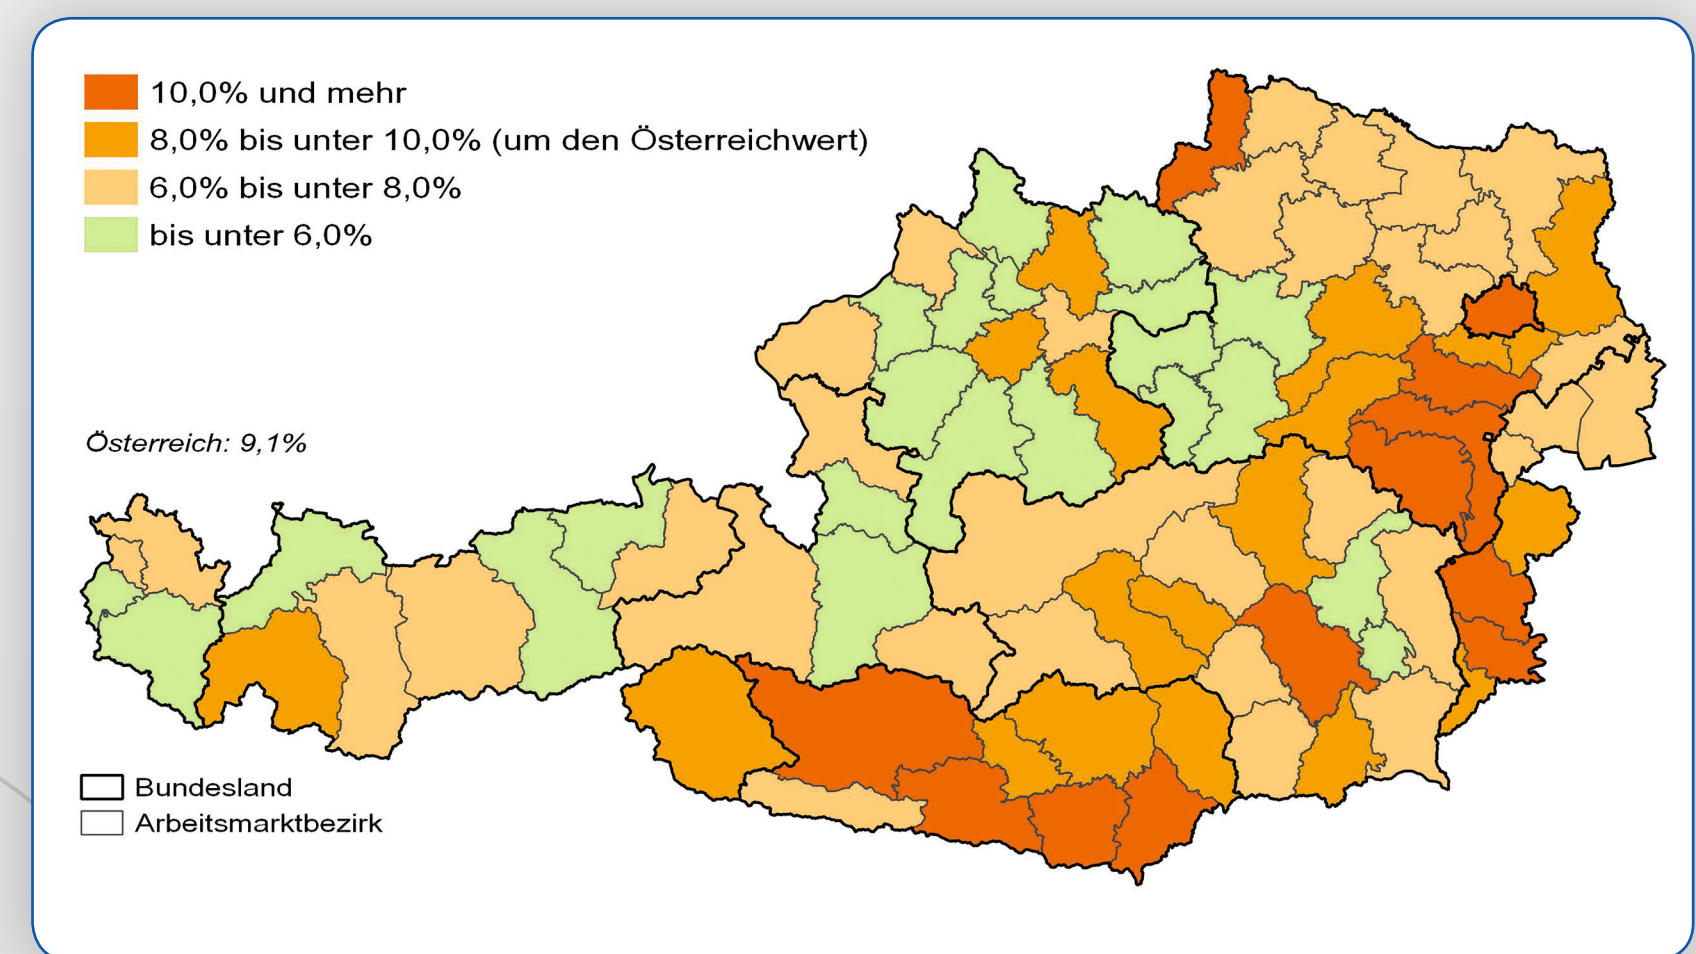 10,0% und mehr
8,0% bis unter 10,0% (um den Österreichwert)
6,0% bis unter 8,0%
bis unter 6,0%
Österreich: 9,1%
Bundesland
Arbeitsmarktbezirk